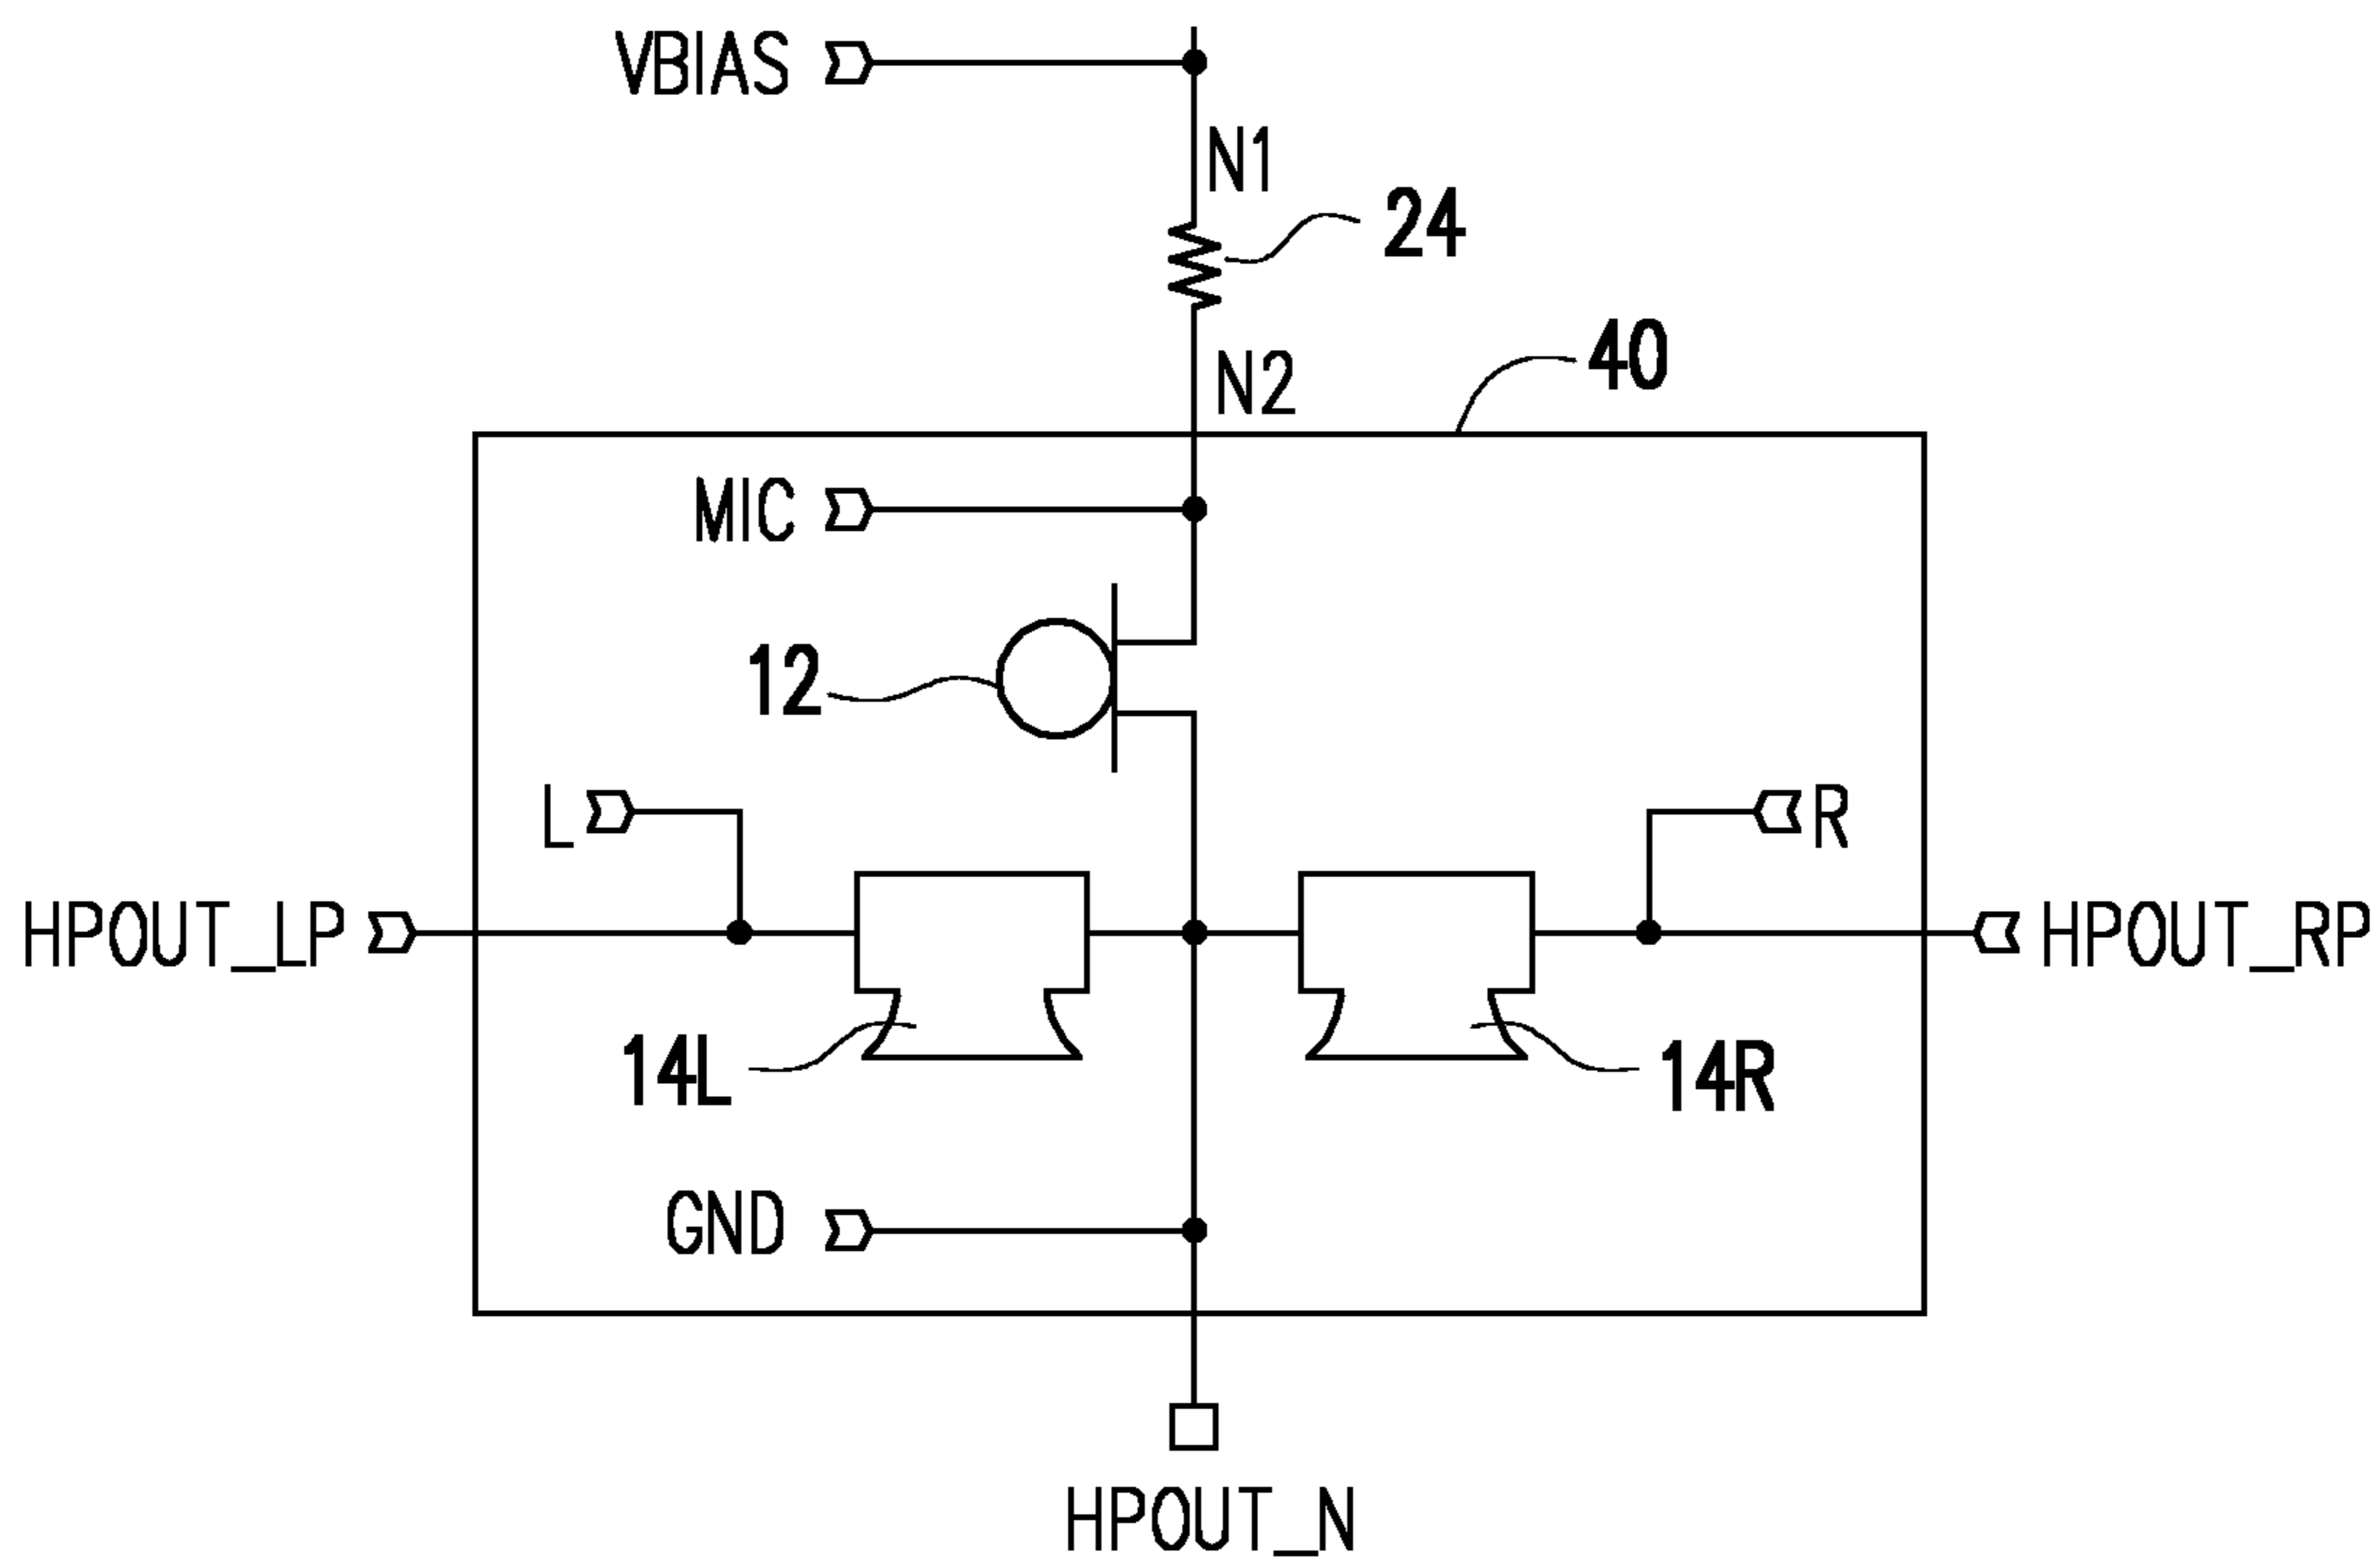 VBIAS
N1
24
N2
40
MIC
12
L
R
HPOUT_LP
HPOUT_RP
14L
14R
GND
HPOUT_N